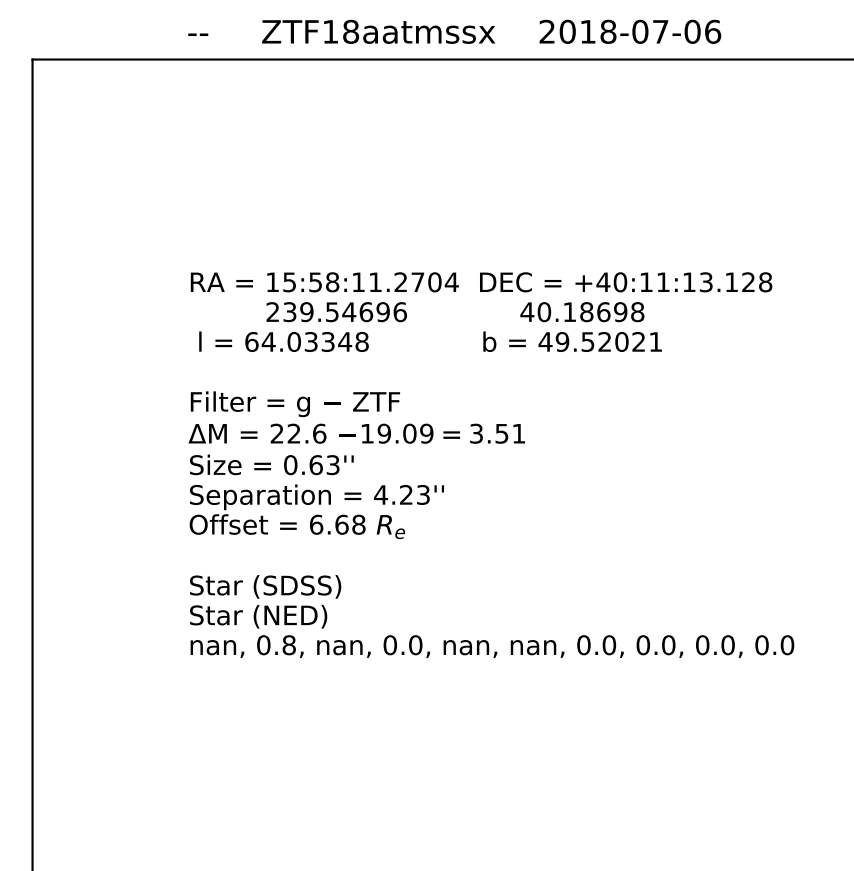 -- ZTF18aatmssx 2018-07-06
RA = 15:58:11.2704 DEC = +40:11:13.128
239.54696 40.18698
l = 64.03348 b = 49.52021
Filter = g − ZTF
ΔM = 22.6 −19.09 = 3.51
Size = 0.63''
Separation = 4.23''
Offset = 6.68 Rₑ
Star (SDSS)
Star (NED)
nan, 0.8, nan, 0.0, nan, nan, 0.0, 0.0, 0.0, 0.0